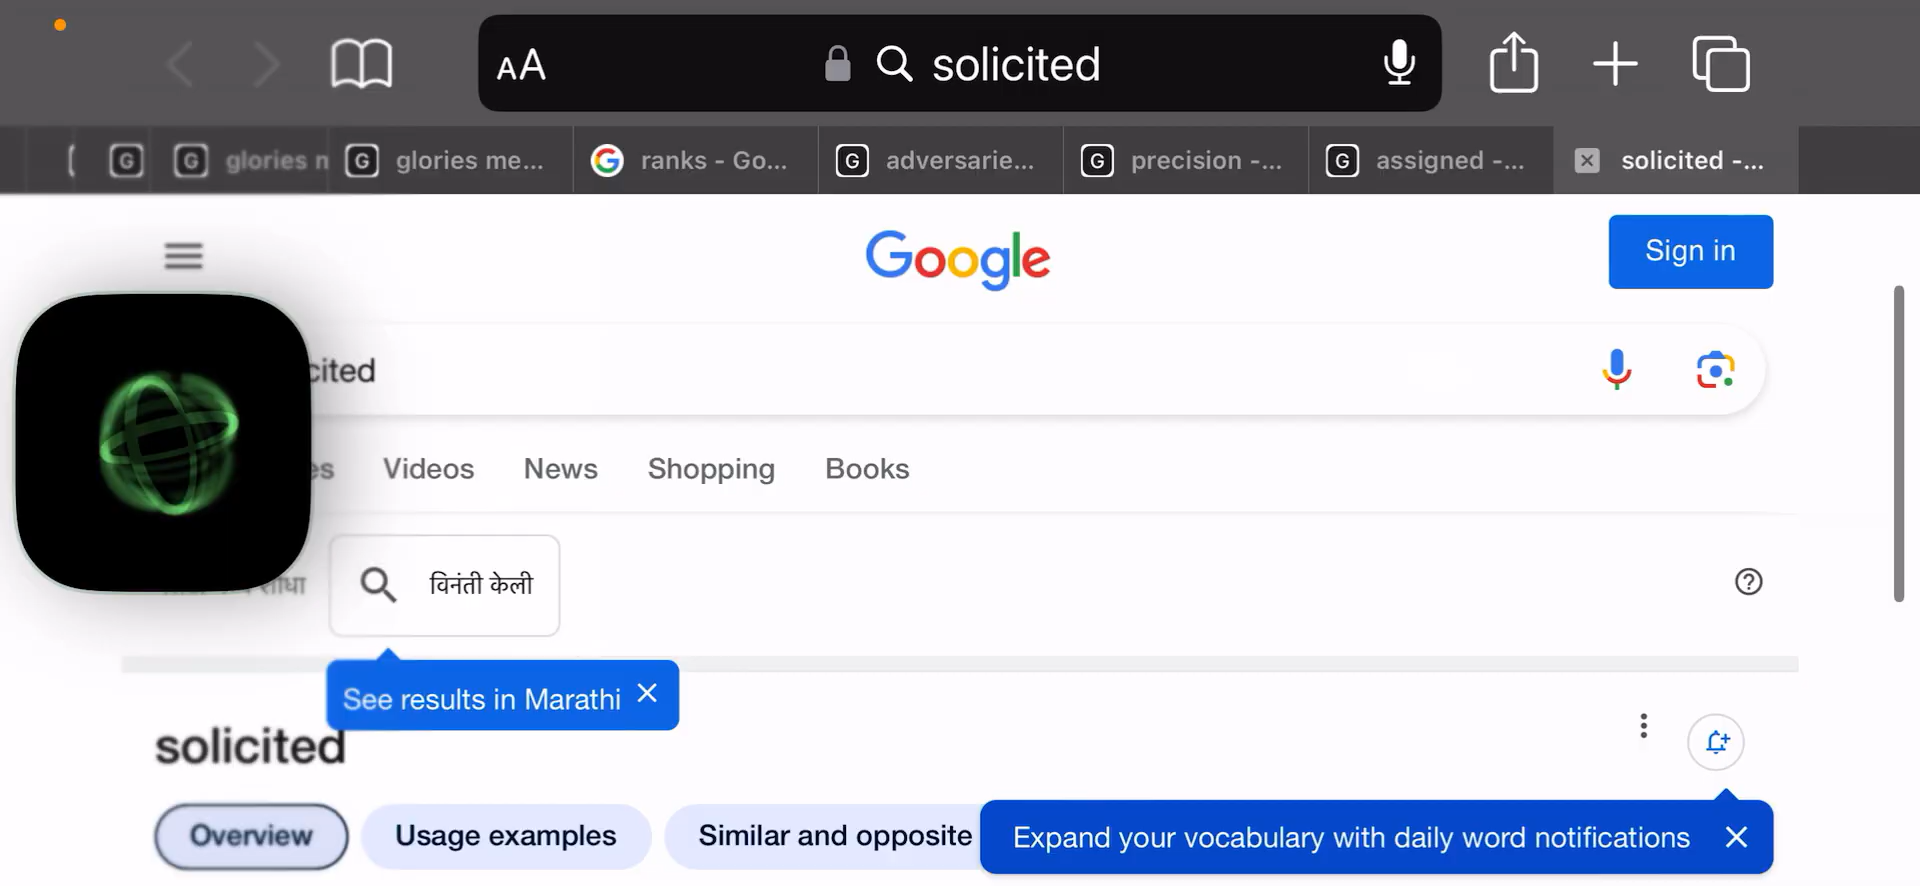 AA solicited
glories m
glories me...
ranks - Go...
adversarie...
precision -...
assigned -...
solicited -...
Google
Sign in
cited
es Videos News Shopping Books
विनंती केली
See results in Marathi
solicited
Overview Usage examples Similar and opposite
Expand your vocabulary with daily word notifications